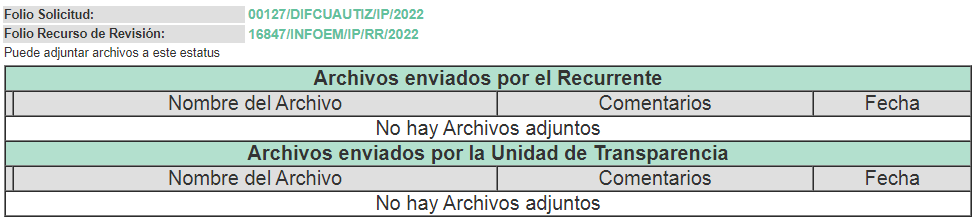 Folio Solicitud: 00127/DIFCUAUTIZ/IP/2022
Folio Recurso de Revisión: 16847/INFOEM/IP/RR/2022
Puede adjuntar archivos a este estatus
Archivos enviados por el Recurrente
Nombre del Archivo Comentarios Fecha
No hay Archivos adjuntos
Archivos enviados por la Unidad de Transparencia
Nombre del Archivo Comentarios Fecha
No hay Archivos adjuntos